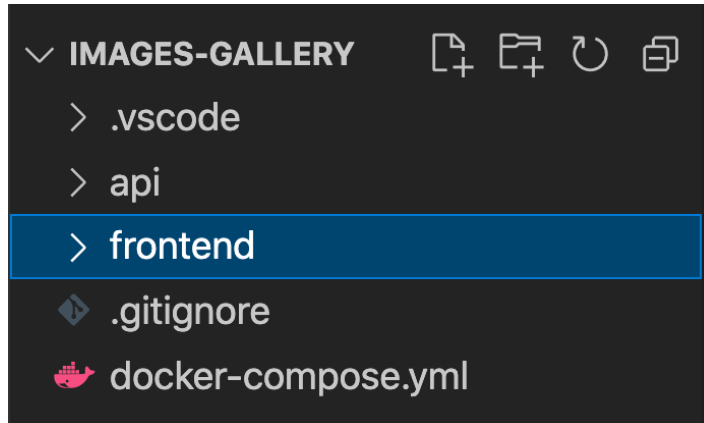 IMAGES-GALLERY
.vscode
api
frontend
.gitignore
docker-compose.yml